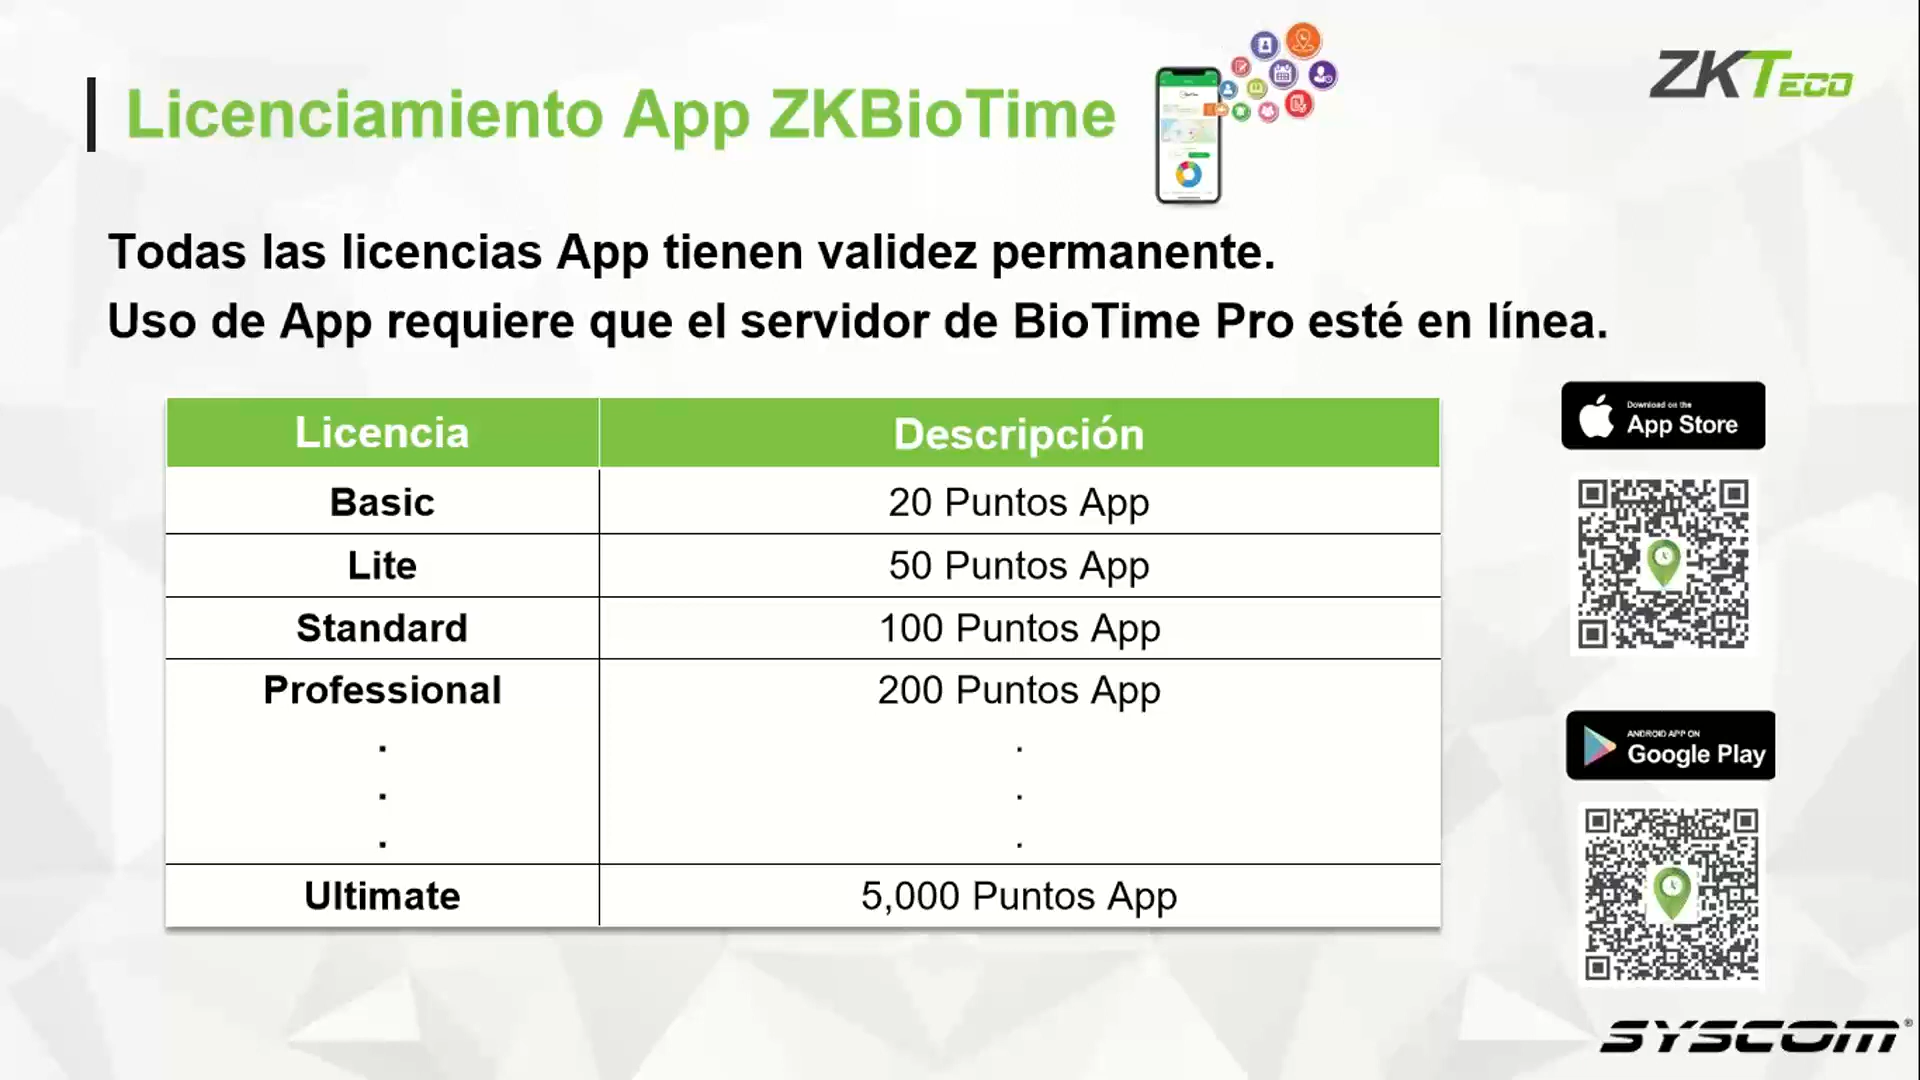 Licenciamiento App ZKBioTime
ZKTECO
Todas las licencias App tienen validez permanente.
Uso de App requiere que el servidor de BioTime Pro esté en línea.
Licencia Descripción
Basic 20 Puntos App
Lite 50 Puntos App
Standard 100 Puntos App
Professional 200 Puntos App
. .
. .
. .
Ultimate 5,000 Puntos App
Download on the
App Store
ANDROID APP ON
Google Play
SYSCOM®